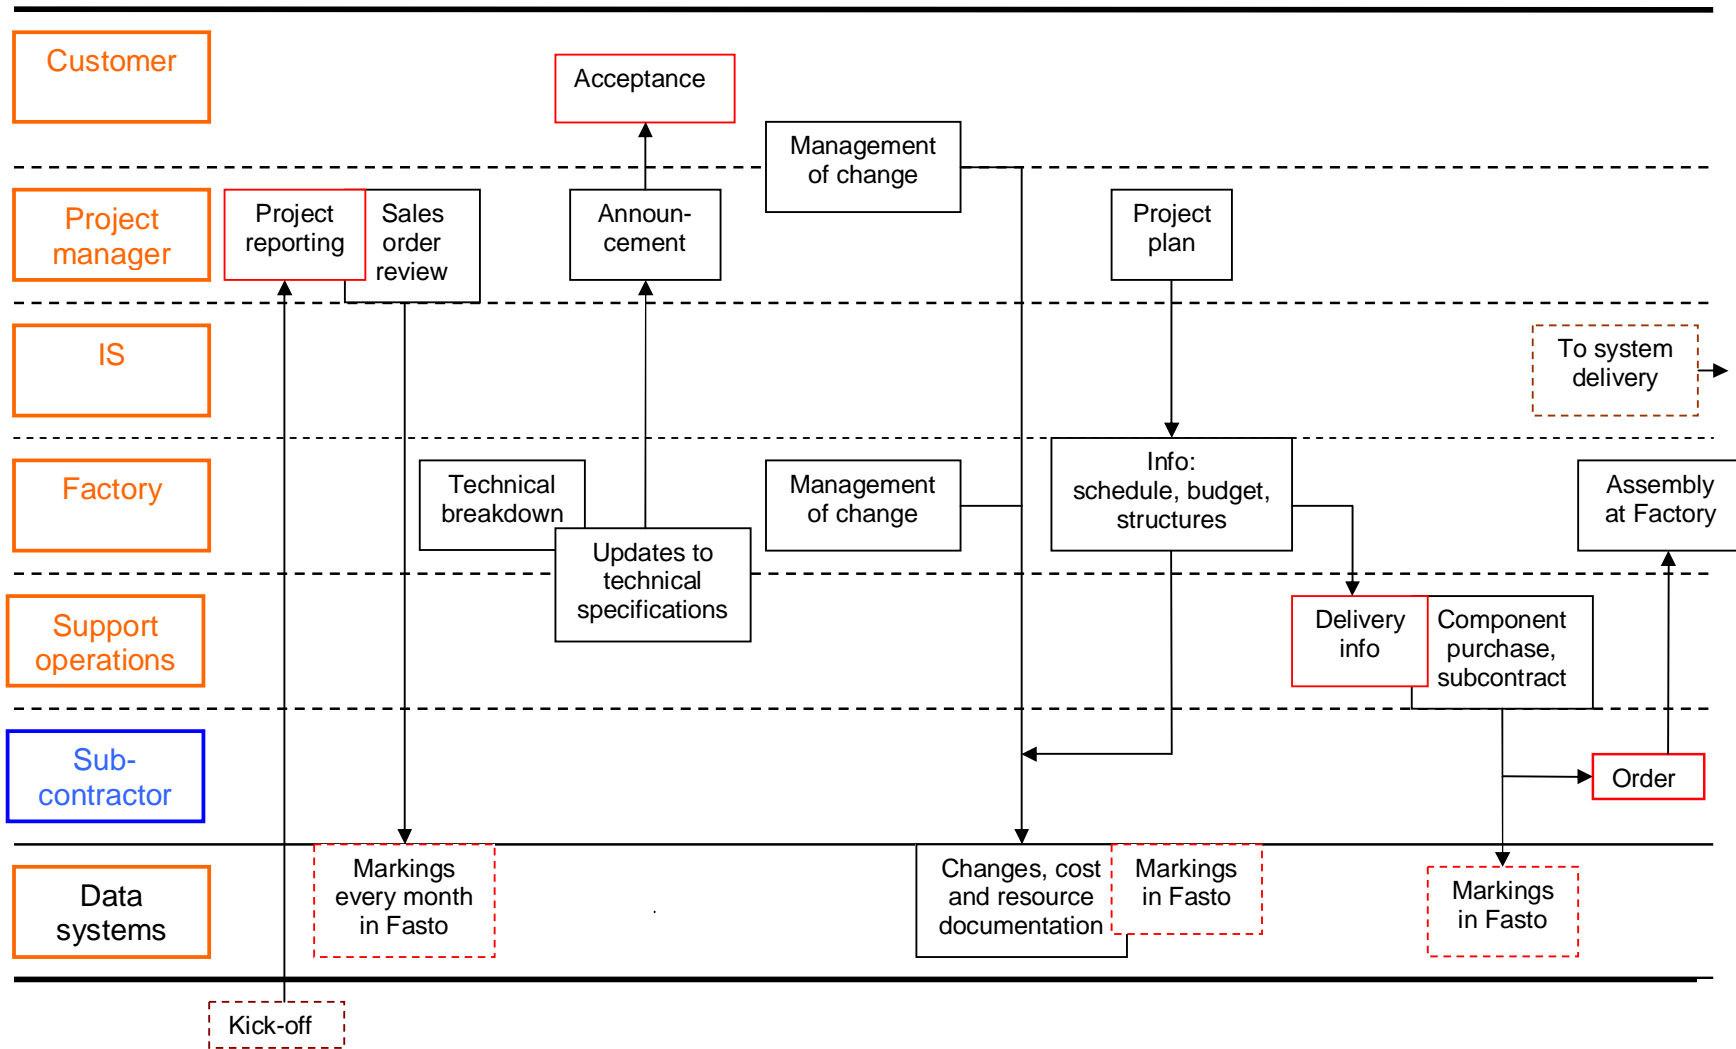 Customer
Acceptance
Management
of change
Project
manager
Project
reporting
Sales
order
review
Announ-
cement
Project
plan
IS
To system
delivery
Factory
Technical
breakdown
Updates to
technical
specifications
Management
of change
Info:
schedule, budget,
structures
Assembly
at Factory
Support
operations
Delivery
info
Component
purchase,
subcontract
Sub-
contractor
Order
Data
systems
Markings
every month
in Fasto
Changes, cost
and resource
documentation
Markings
in Fasto
Markings
in Fasto
Kick-off